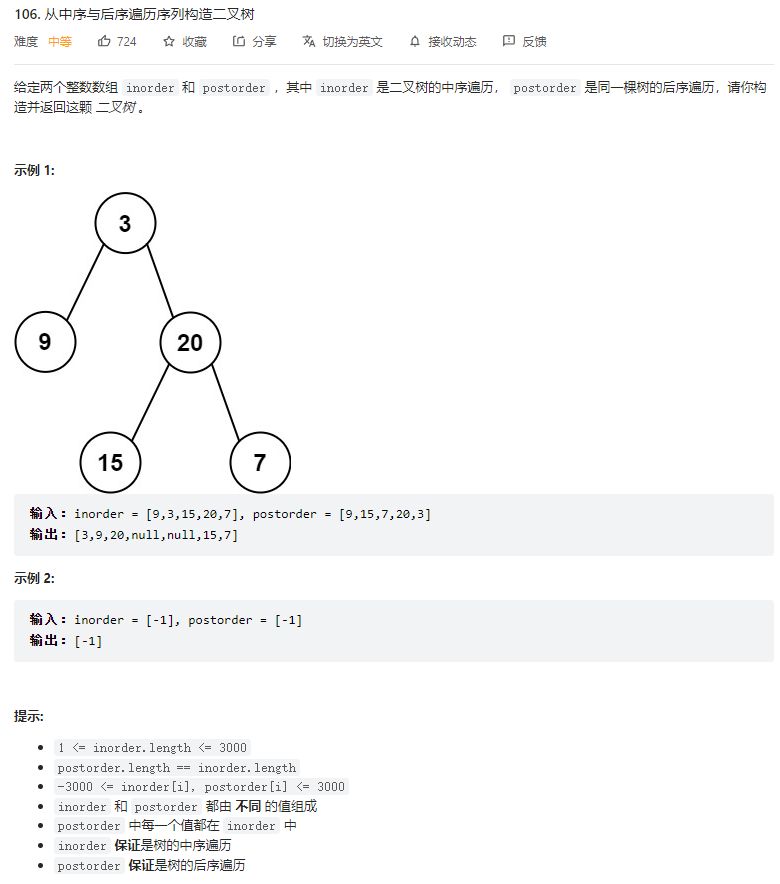 106. 从中序与后序遍历序列构造二叉树
难度 中等 724 收藏 分享 切换为英文 接收动态 反馈
给定两个整数数组 inorder 和 postorder ，其中 inorder 是二叉树的中序遍历， postorder 是同一棵树的后序遍历，请你构
造并返回这颗 二叉树 。
示例 1:
3
9
20
15
7
输入：inorder = [9,3,15,20,7], postorder = [9,15,7,20,3]
输出：[3,9,20,null,null,15,7]
示例 2:
输入：inorder = [-1], postorder = [-1]
输出：[-1]
提示:
1 <= inorder.length <= 3000
postorder.length == inorder.length
-3000 <= inorder[i], postorder[i] <= 3000
inorder 和 postorder 都由 不同 的值组成
postorder 中每一个值都在 inorder 中
inorder 保证是树的中序遍历
postorder 保证是树的后序遍历